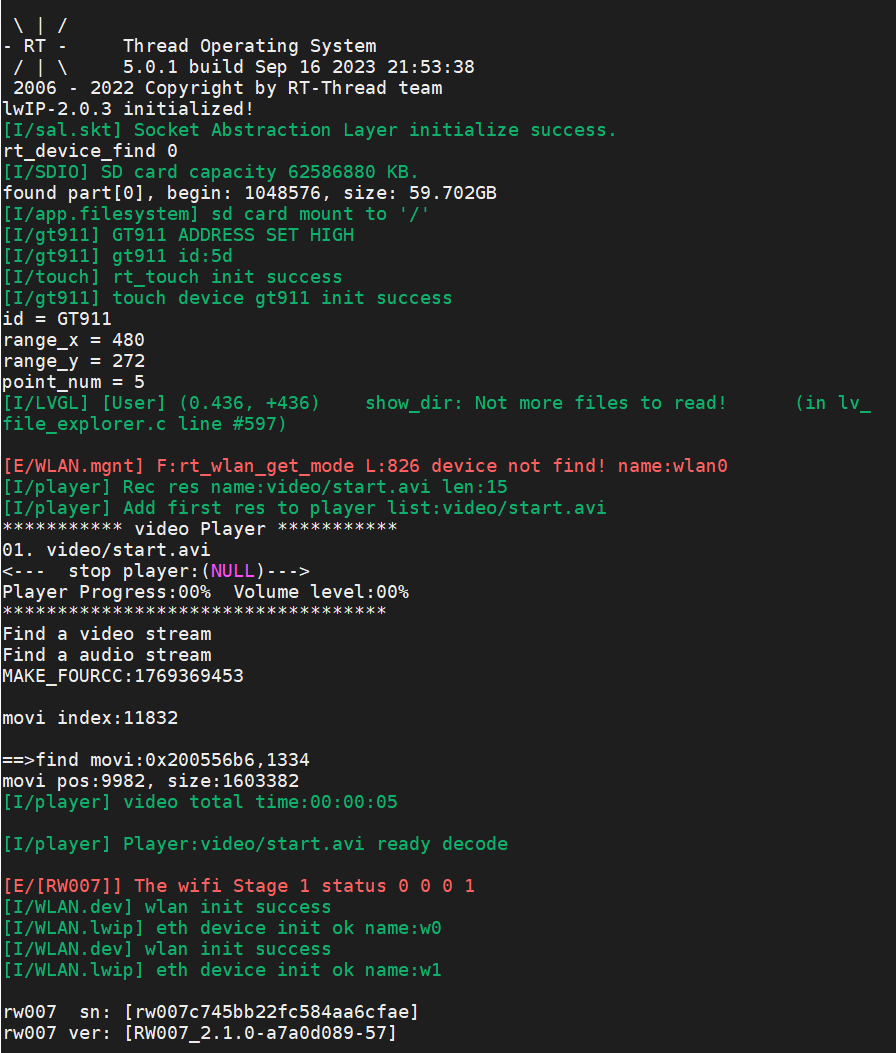 \ | /
- RT -     Thread Operating System
 / | \     5.0.1 build Sep 16 2023 21:53:38
 2006 - 2022 Copyright by RT-Thread team
lwIP-2.0.3 initialized!
[I/sal.skt] Socket Abstraction Layer initialize success.
rt_device_find 0
[I/SDIO] SD card capacity 62586880 KB.
found part[0], begin: 1048576, size: 59.702GB
[I/app.filesystem] sd card mount to '/'
[I/gt911] GT911 ADDRESS SET HIGH
[I/gt911] gt911 id:5d
[I/touch] rt_touch init success
[I/gt911] touch device gt911 init success
id = GT911
range_x = 480
range_y = 272
point_num = 5
[I/LVGL] [User] (0.436, +436)    show_dir: Not more files to read!      (in lv_
file_explorer.c line #597)
[E/WLAN.mgnt] F:rt_wlan_get_mode L:826 device not find! name:wlan0
[I/player] Rec res name:video/start.avi len:15
[I/player] Add first res to player list:video/start.avi
*********** video Player ***********
01. video/start.avi
<---  stop player:(NULL)--->
Player Progress:00%  Volume level:00%
***********************************
Find a video stream
Find a audio stream
MAKE_FOURCC:1769369453
movi index:11832
==>find movi:0x200556b6,1334
movi pos:9982, size:1603382
[I/player] video total time:00:00:05
[I/player] Player:video/start.avi ready decode
[E/[RW007]] The wifi Stage 1 status 0 0 0 1
[I/WLAN.dev] wlan init success
[I/WLAN.lwip] eth device init ok name:w0
[I/WLAN.dev] wlan init success
[I/WLAN.lwip] eth device init ok name:w1
rw007  sn: [rw007c745bb22fc584aa6cfae]
rw007 ver: [RW007_2.1.0-a7a0d089-57]